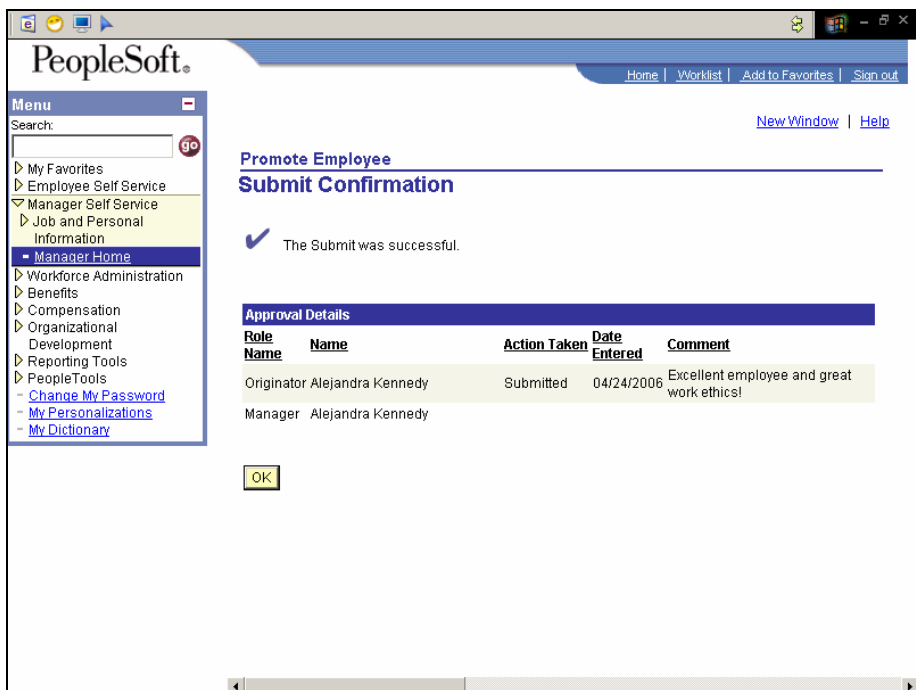 PeopleSoft®
Home | Worklist | Add to Favorites | Sign out
Menu
Search:
go
New Window | Help
My Favorites
Employee Self Service
Manager Self Service
Job and Personal
Information
Manager Home
Workforce Administration
Benefits
Compensation
Organizational
Development
Reporting Tools
PeopleTools
Change My Password
My Personalizations
My Dictionary
Promote Employee
Submit Confirmation
The Submit was successful.
Approval Details
Role Name Name Action Taken Date Entered Comment
Originator Alejandra Kennedy Submitted 04/24/2006 Excellent employee and great
work ethics!
Manager Alejandra Kennedy
OK